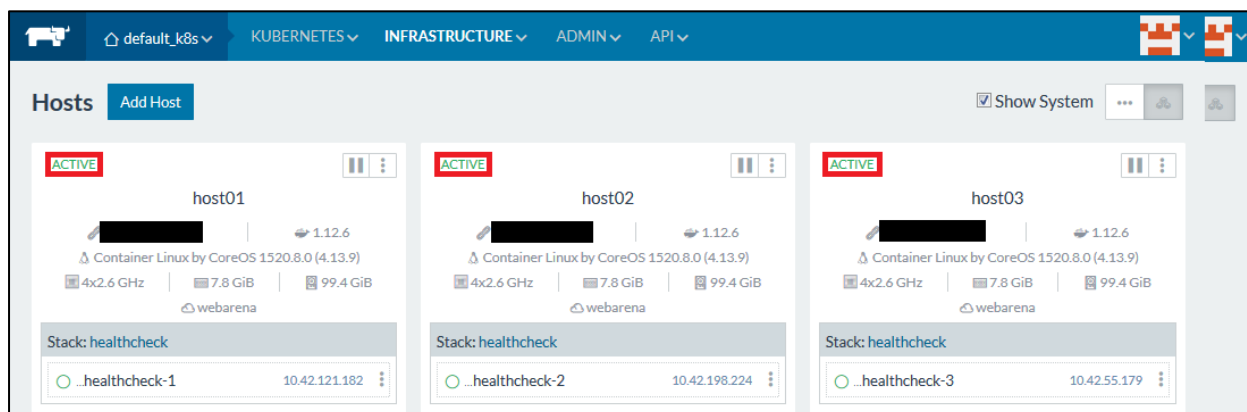 default_k8s KUBERNETES INFRASTRUCTURE ADMIN API
Hosts Add Host Show System
ACTIVE ACTIVE ACTIVE
host01 host02 host03
1.12.6 1.12.6 1.12.6
Container Linux by CoreOS 1520.8.0 (4.13.9) Container Linux by CoreOS 1520.8.0 (4.13.9) Container Linux by CoreOS 1520.8.0 (4.13.9)
4x2.6 GHz 7.8 GiB 99.4 GiB 4x2.6 GHz 7.8 GiB 99.4 GiB 4x2.6 GHz 7.8 GiB 99.4 GiB
webarena webarena webarena
Stack: healthcheck Stack: healthcheck Stack: healthcheck
...healthcheck-1 10.42.121.182 ...healthcheck-2 10.42.198.224 ...healthcheck-3 10.42.55.179